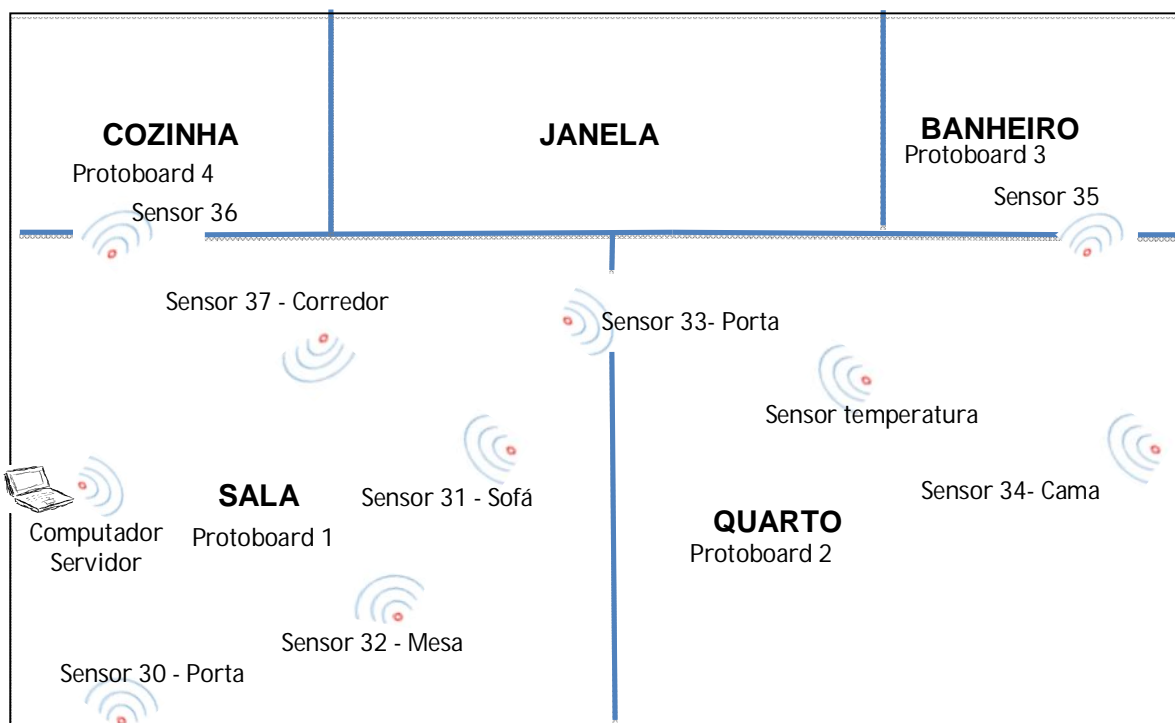 COZINHA
Protoboard 4
Sensor 36
JANELA
BANHEIRO
Protoboard 3
Sensor 35
Sensor 37 - Corredor
Sensor 33- Porta
Sensor temperatura
Sensor 31 - Sofá
Sensor 34- Cama
SALA
Protoboard 1
QUARTO
Protoboard 2
Computador
Servidor
Sensor 32 - Mesa
Sensor 30 - Porta